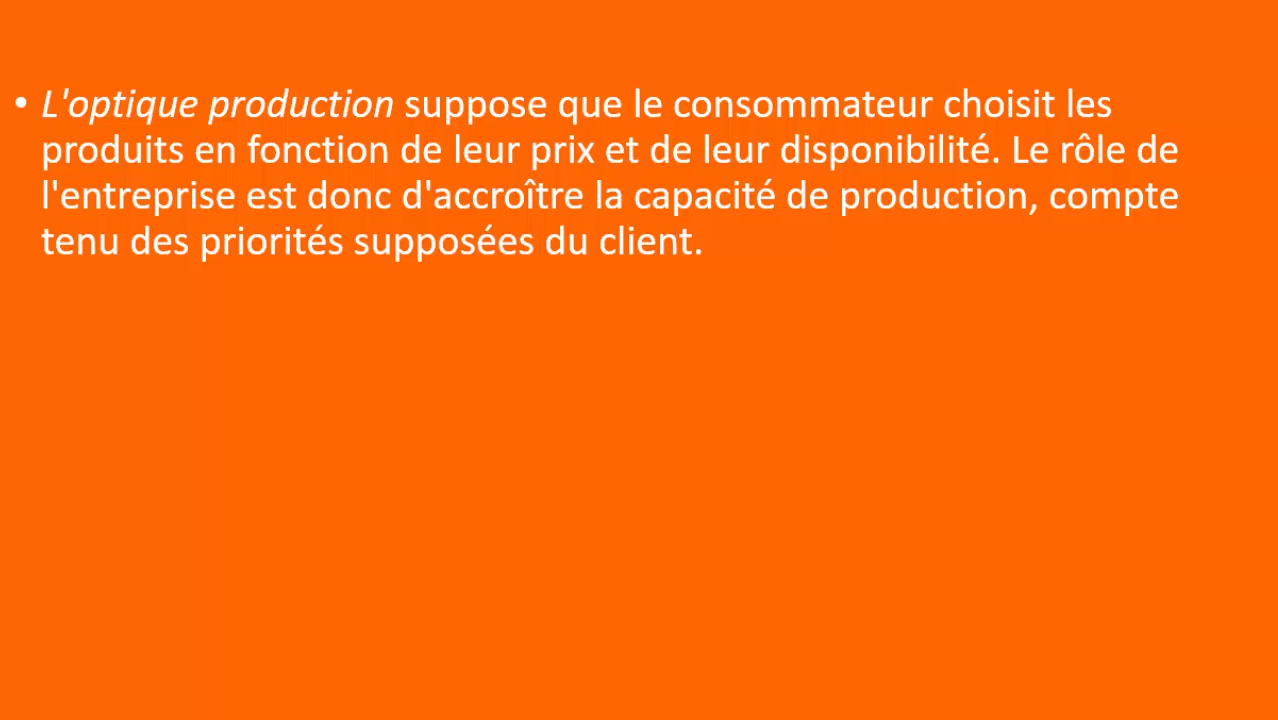 • L'optique production suppose que le consommateur choisit les
produits en fonction de leur prix et de leur disponibilité. Le rôle de
l'entreprise est donc d'accroître la capacité de production, compte
tenu des priorités supposées du client.